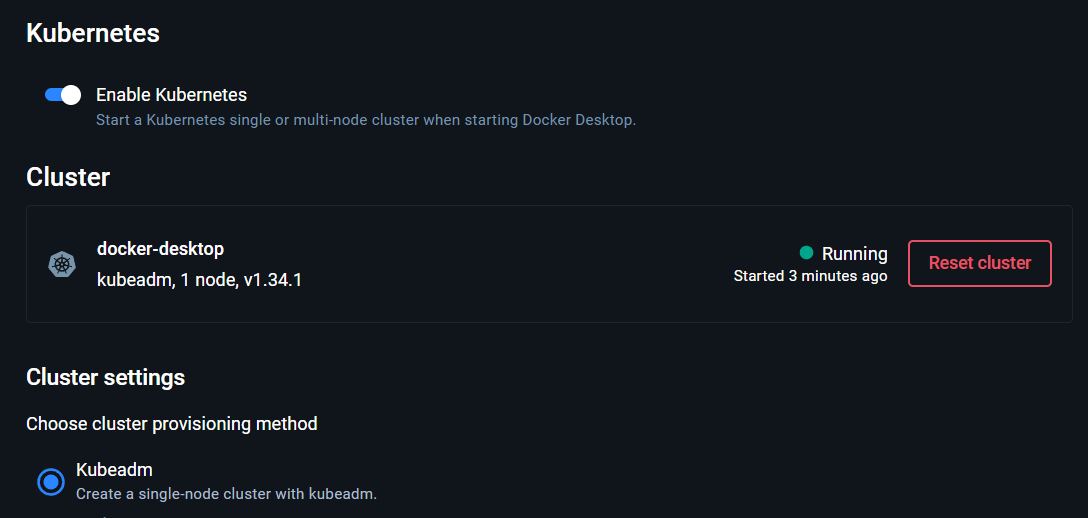 Kubernetes
Enable Kubernetes
Start a Kubernetes single or multi-node cluster when starting Docker Desktop.
Cluster
docker-desktop
kubeadm, 1 node, v1.34.1
Running
Started 3 minutes ago
Reset cluster
Cluster settings
Choose cluster provisioning method
Kubeadm
Create a single-node cluster with kubeadm.